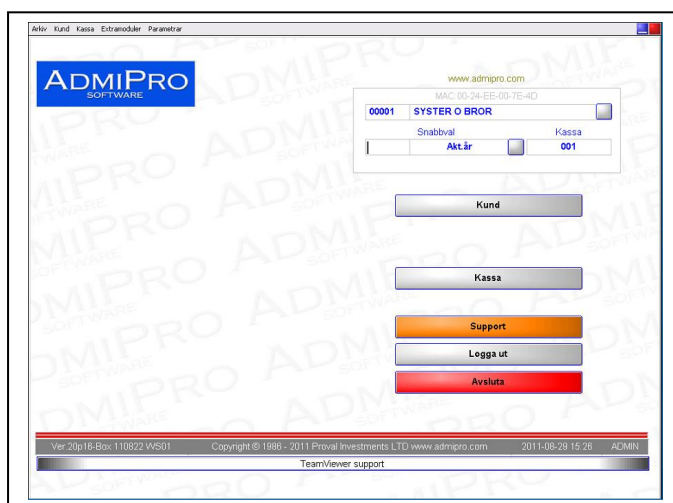 Arkiv Kund Kassa Extramoduler Parametrar
ADMIPRO
SOFTWARE
www.admipro.com
MAC:00-24-EE-00-7E-4D
00001 SYSTER O BROR
Snabbval Kassa
Akt.år 001
Kund
Kassa
Support
Logga ut
Avsluta
Ver.20p16-Box 110822 WS01 Copyright © 1986 - 2011 Proval Investments LTD www.admipro.com 2011-08-29 15:26 ADMIN
TeamViewer support